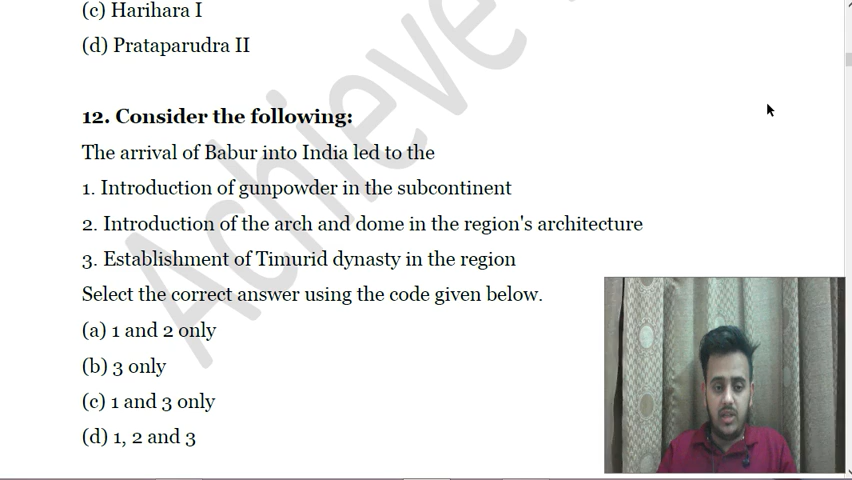 (c) Harihara I
(d) Prataparudra II
12. Consider the following:
The arrival of Babur into India led to the
1. Introduction of gunpowder in the subcontinent
2. Introduction of the arch and dome in the region's architecture
3. Establishment of Timurid dynasty in the region
Select the correct answer using the code given below.
(a) 1 and 2 only
(b) 3 only
(c) 1 and 3 only
(d) 1, 2 and 3
Achieve